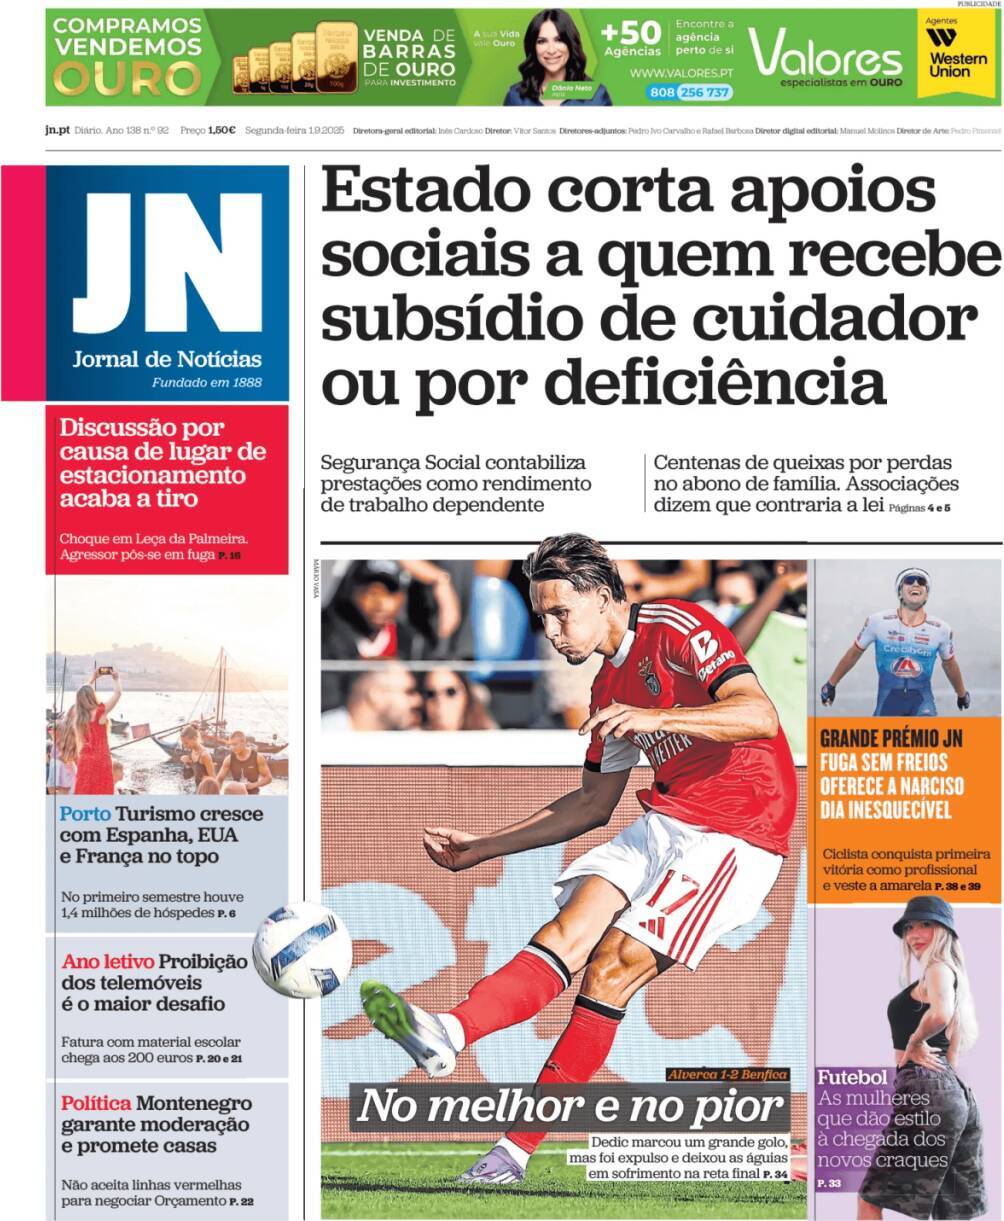 PUBLICIDADE
COMPRAMOS
VENDEMOS
OURO
VENDA DE
BARRAS
DE OURO
PARA INVESTIMENTO
A sua Vida
vale Ouro
Dânia Neto
Atriz
+50
Agências
Encontre a
agência
perto de si
WWW.VALORES.PT
808 256 737
Valores
especialistas em OURO
Agentes
Western
Union
jn.pt Diário. Ano 138 n.º 92 Preço 1,50€ Segunda-feira 1.9.2025 Diretora-geral editorial: Inês Cardoso Diretor: Vítor Santos Diretores-adjuntos: Pedro Ivo Carvalho e Rafael Barbosa Diretor digital editorial: Manuel Molinos Diretor de Arte: Pedro Pimentel
JN
Jornal de Notícias
Fundado em 1888
Estado corta apoios
sociais a quem recebe
subsídio de cuidador
ou por deficiência
Segurança Social contabiliza
prestações como rendimento
de trabalho dependente
Centenas de queixas por perdas
no abono de família. Associações
dizem que contraria a lei Páginas 4 e 5
Discussão por
causa de lugar de
estacionamento
acaba a tiro
Choque em Leça da Palmeira.
Agressor pôs-se em fuga P. 16
Porto Turismo cresce
com Espanha, EUA
e França no topo
No primeiro semestre houve
1,4 milhões de hóspedes P. 6
Ano letivo Proibição
dos telemóveis
é o maior desafio
Fatura com material escolar
chega aos 200 euros P. 20 e 21
Política Montenegro
garante moderação
e promete casas
Não aceita linhas vermelhas
para negociar Orçamento P. 22
MÁRIO VASA
Betano
17
Alverca 1-2 Benfica
No melhor e no pior
Dedic marcou um grande golo,
mas foi expulso e deixou as águias
em sofrimento na reta final P. 34
GRANDE PRÉMIO JN
FUGA SEM FREIOS
OFERECE A NARCISO
DIA INESQUECÍVEL
Ciclista conquista primeira
vitória como profissional
e veste a amarela P. 38 e 39
Futebol
As mulheres
que dão estilo
à chegada dos
novos craques
P. 33